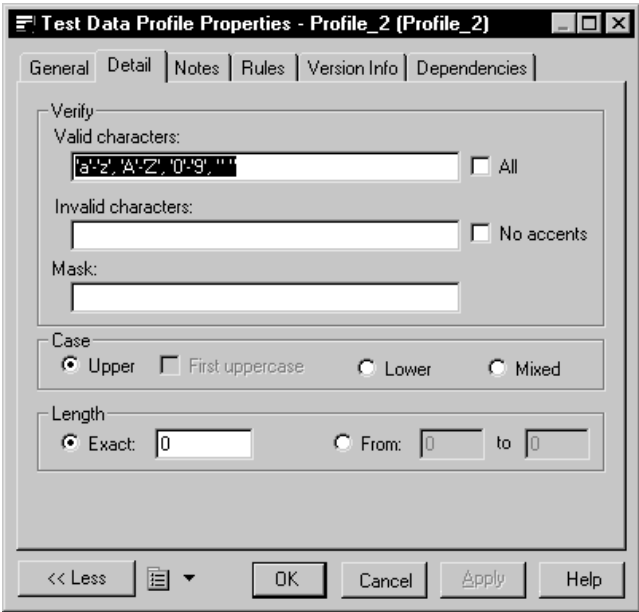 Test Data Profile Properties - Profile_2 (Profile_2)
General Detail Notes Rules Version Info Dependencies
Verify
Valid characters:
'a'-'z', 'A'-'Z', '0'-'9', " "
All
Invalid characters:
No accents
Mask:
Case
Upper First uppercase Lower Mixed
Length
Exact: 0 From: 0 to 0
<< Less OK Cancel Apply Help